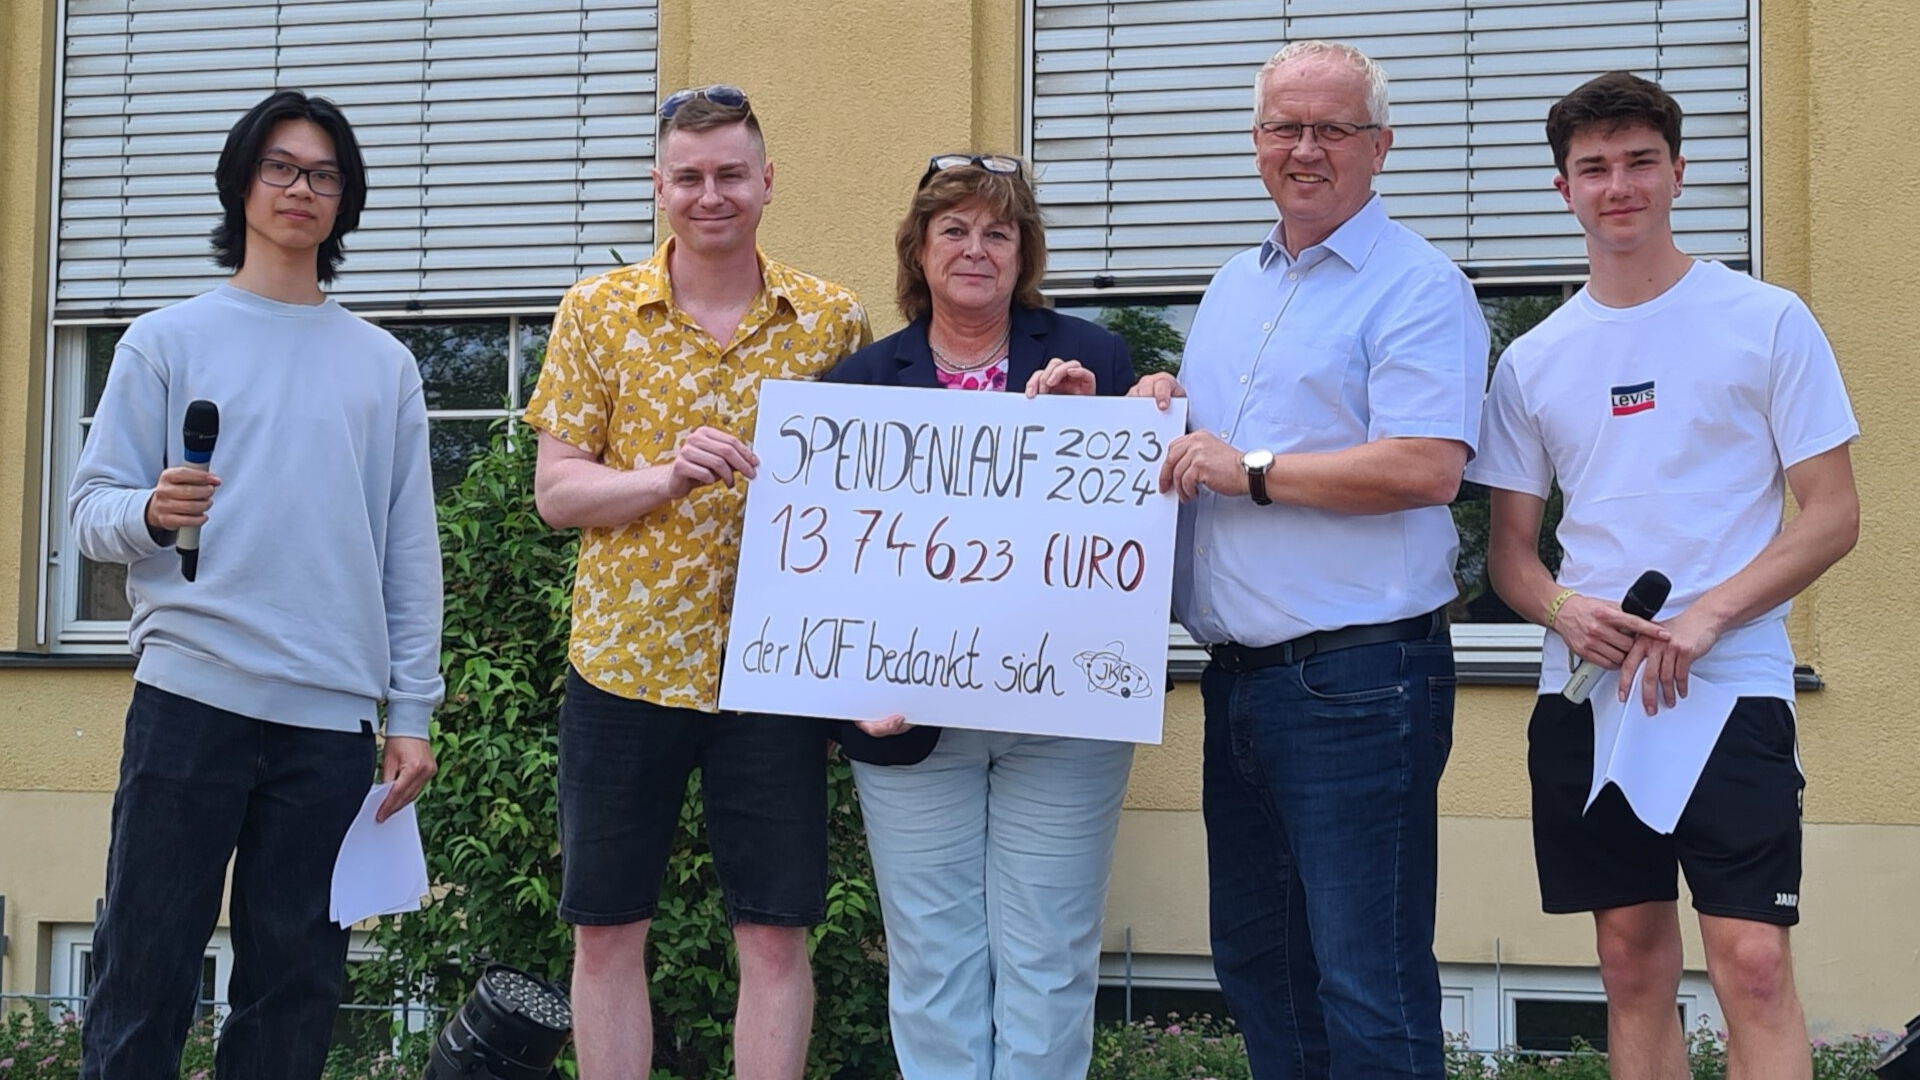 SPENDENLAUF 2023
2024
13.746,23 EURO
der KJF bedankt sich
JKG
LEVI'S
JAKO